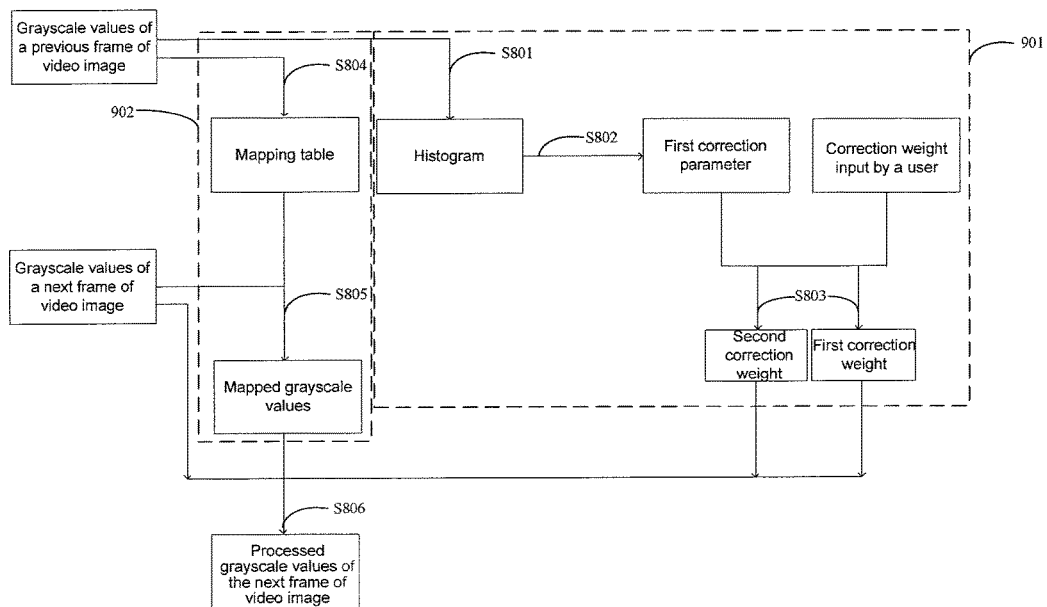 Grayscale values of
a previous frame of
video image
S801
901
S804
902
Mapping table
Histogram
S802
First correction
parameter
Correction weight
input by a user
Grayscale values of
a next frame of
video image
S805
S803
Second
correction
weight
First correction
weight
Mapped grayscale
values
S806
Processed
grayscale values of
the next frame of
video image